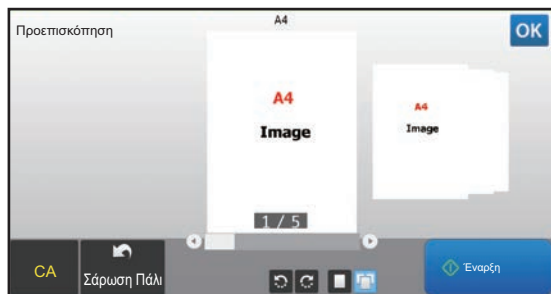 A4
Προεπισκόπηση
OK
A4
Image
A4
Image
1 / 5
CA
Σάρωση Πάλι
Έναρξη